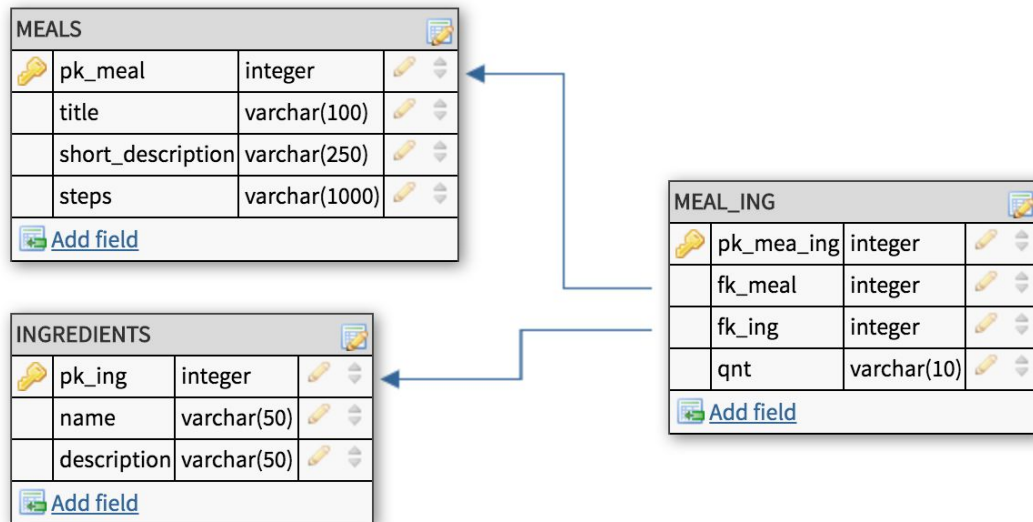 MEALS
pk_meal integer
title varchar(100)
short_description varchar(250)
steps varchar(1000)
Add field
INGREDIENTS
pk_ing integer
name varchar(50)
description varchar(50)
Add field
MEAL_ING
pk_mea_ing integer
fk_meal integer
fk_ing integer
qnt varchar(10)
Add field